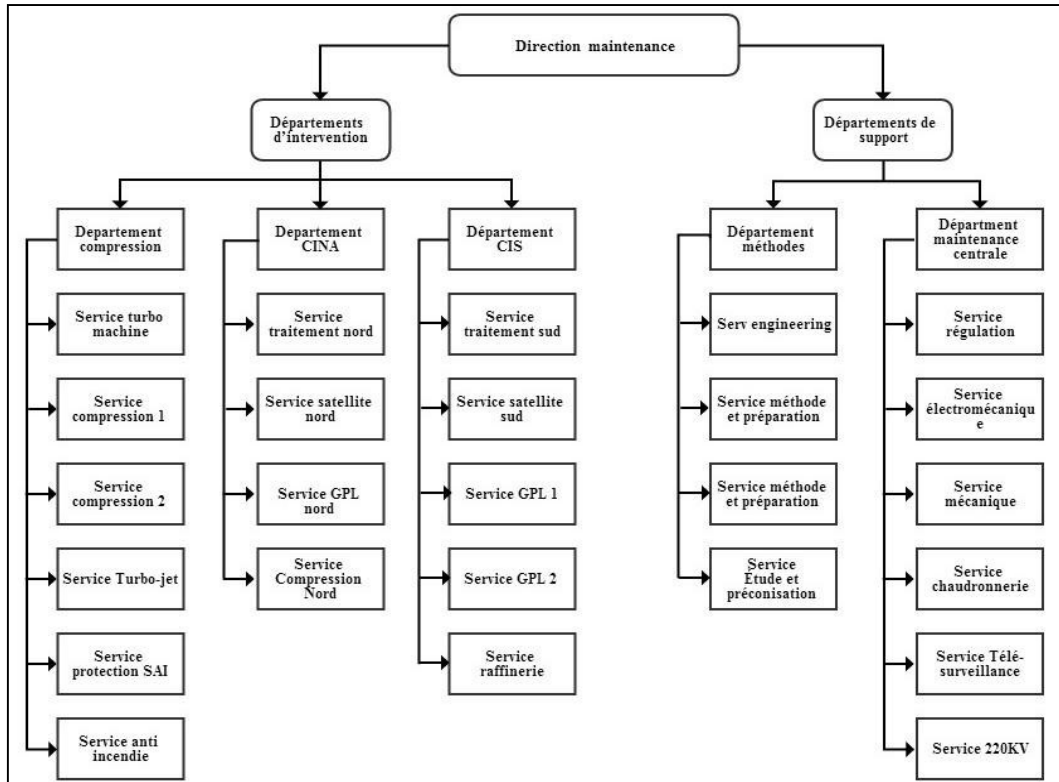 Direction maintenance
Départements
d'intervention
Départements de
support
Departement
compression
Departement
CINA
Département
CIS
Département
méthodes
Départment
maintenance
centrale
Service turbo
machine
Service
traitement nord
Service
traitement sud
Serv engineering
Service
régulation
Service
compression 1
Service satellite
nord
Service satellite
sud
Service méthode
et préparation
Service
électromécaniqu
e
Service
compression 2
Service GPL
nord
Service GPL 1
Service méthode
et préparation
Service
mécanique
Service Turbo-jet
Service
Compression
Nord
Service GPL 2
Service
Étude et
préconisation
Service
chaudronnerie
Service
protection SAI
Service
raffinerie
Service Télé-
surveillance
Service anti
incendie
Service 220KV